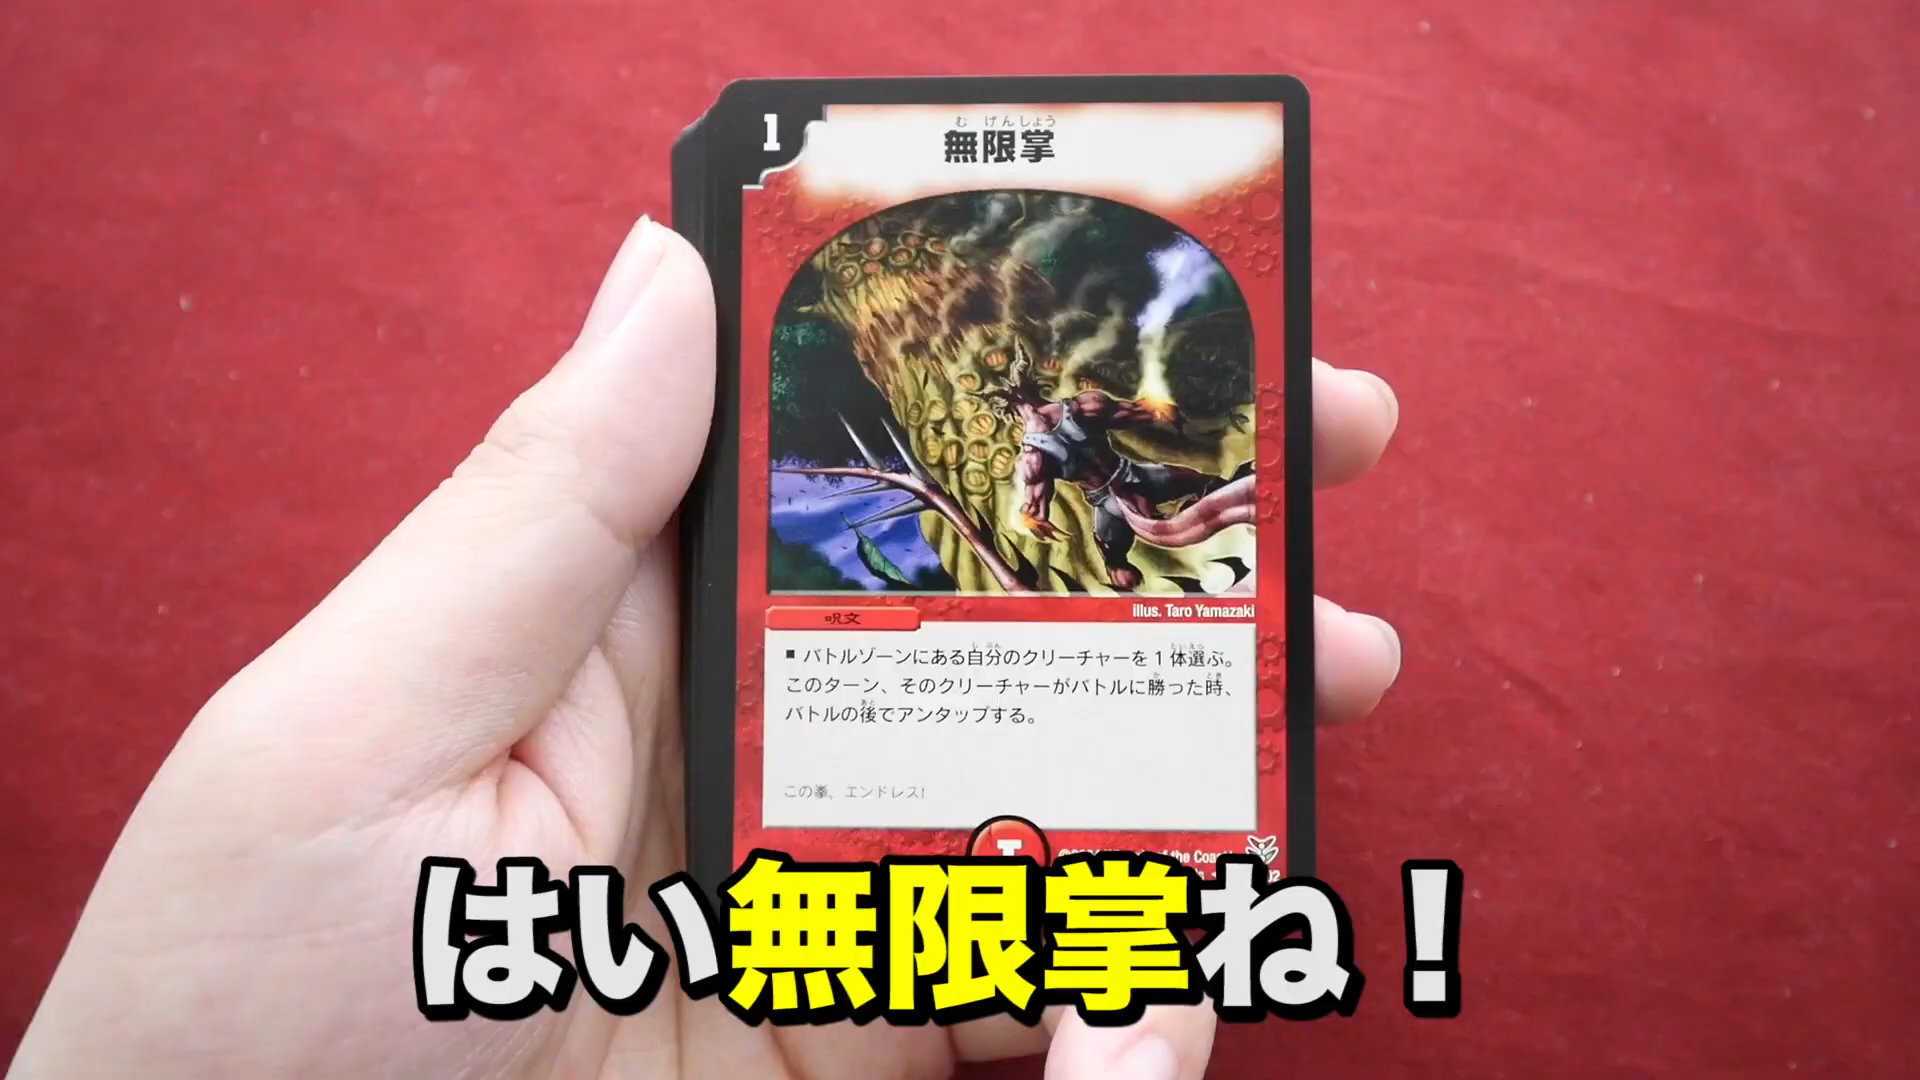 1
む げんしょう
無限掌
illus. Taro Yamazaki
呪文
■ バトルゾーンにある自分のクリーチャーを1体選ぶ。
このターン、そのクリーチャーがバトルに勝った時、
バトルの後でアンタップする。
この拳、エンドレス!
of the Coast
はい無限掌ね！